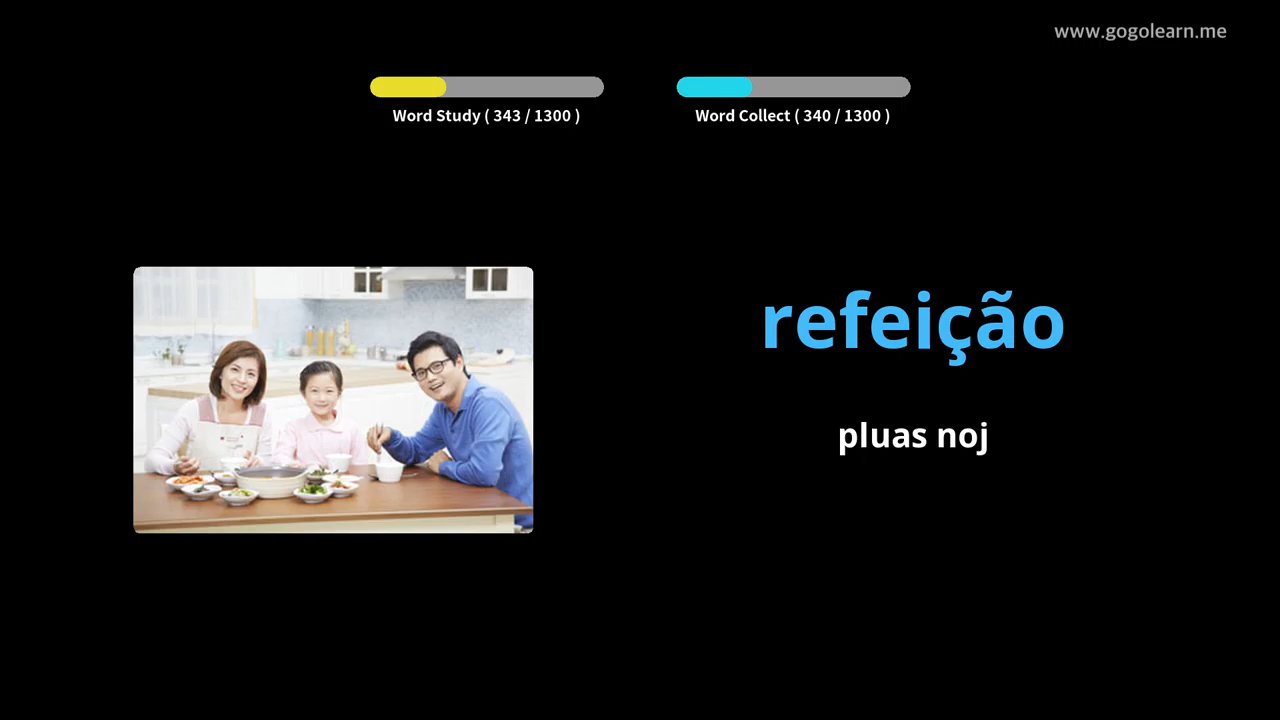 www.gogolearn.me
Word Study ( 343 / 1300 )
Word Collect ( 340 / 1300 )
refeição
pluas noj